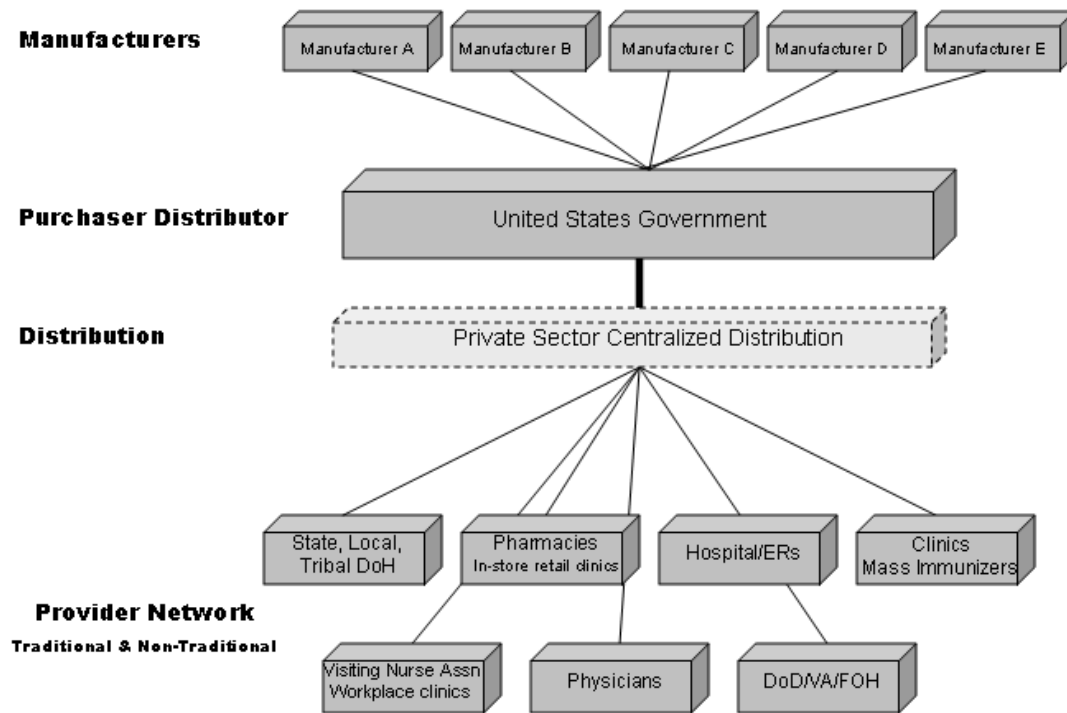 Manufacturers
Manufacturer A
Manufacturer B
Manufacturer C
Manufacturer D
Manufacturer E
Purchaser Distributor
United States Government
Distribution
Private Sector Centralized Distribution
State, Local,
Tribal DoH
Pharmacies
In-store retail clinics
Hospital/ERs
Clinics
Mass Immunizers
Provider Network
Traditional & Non-Traditional
Visiting Nurse Assn
Workplace clinics
Physicians
DoD/VA/FOH